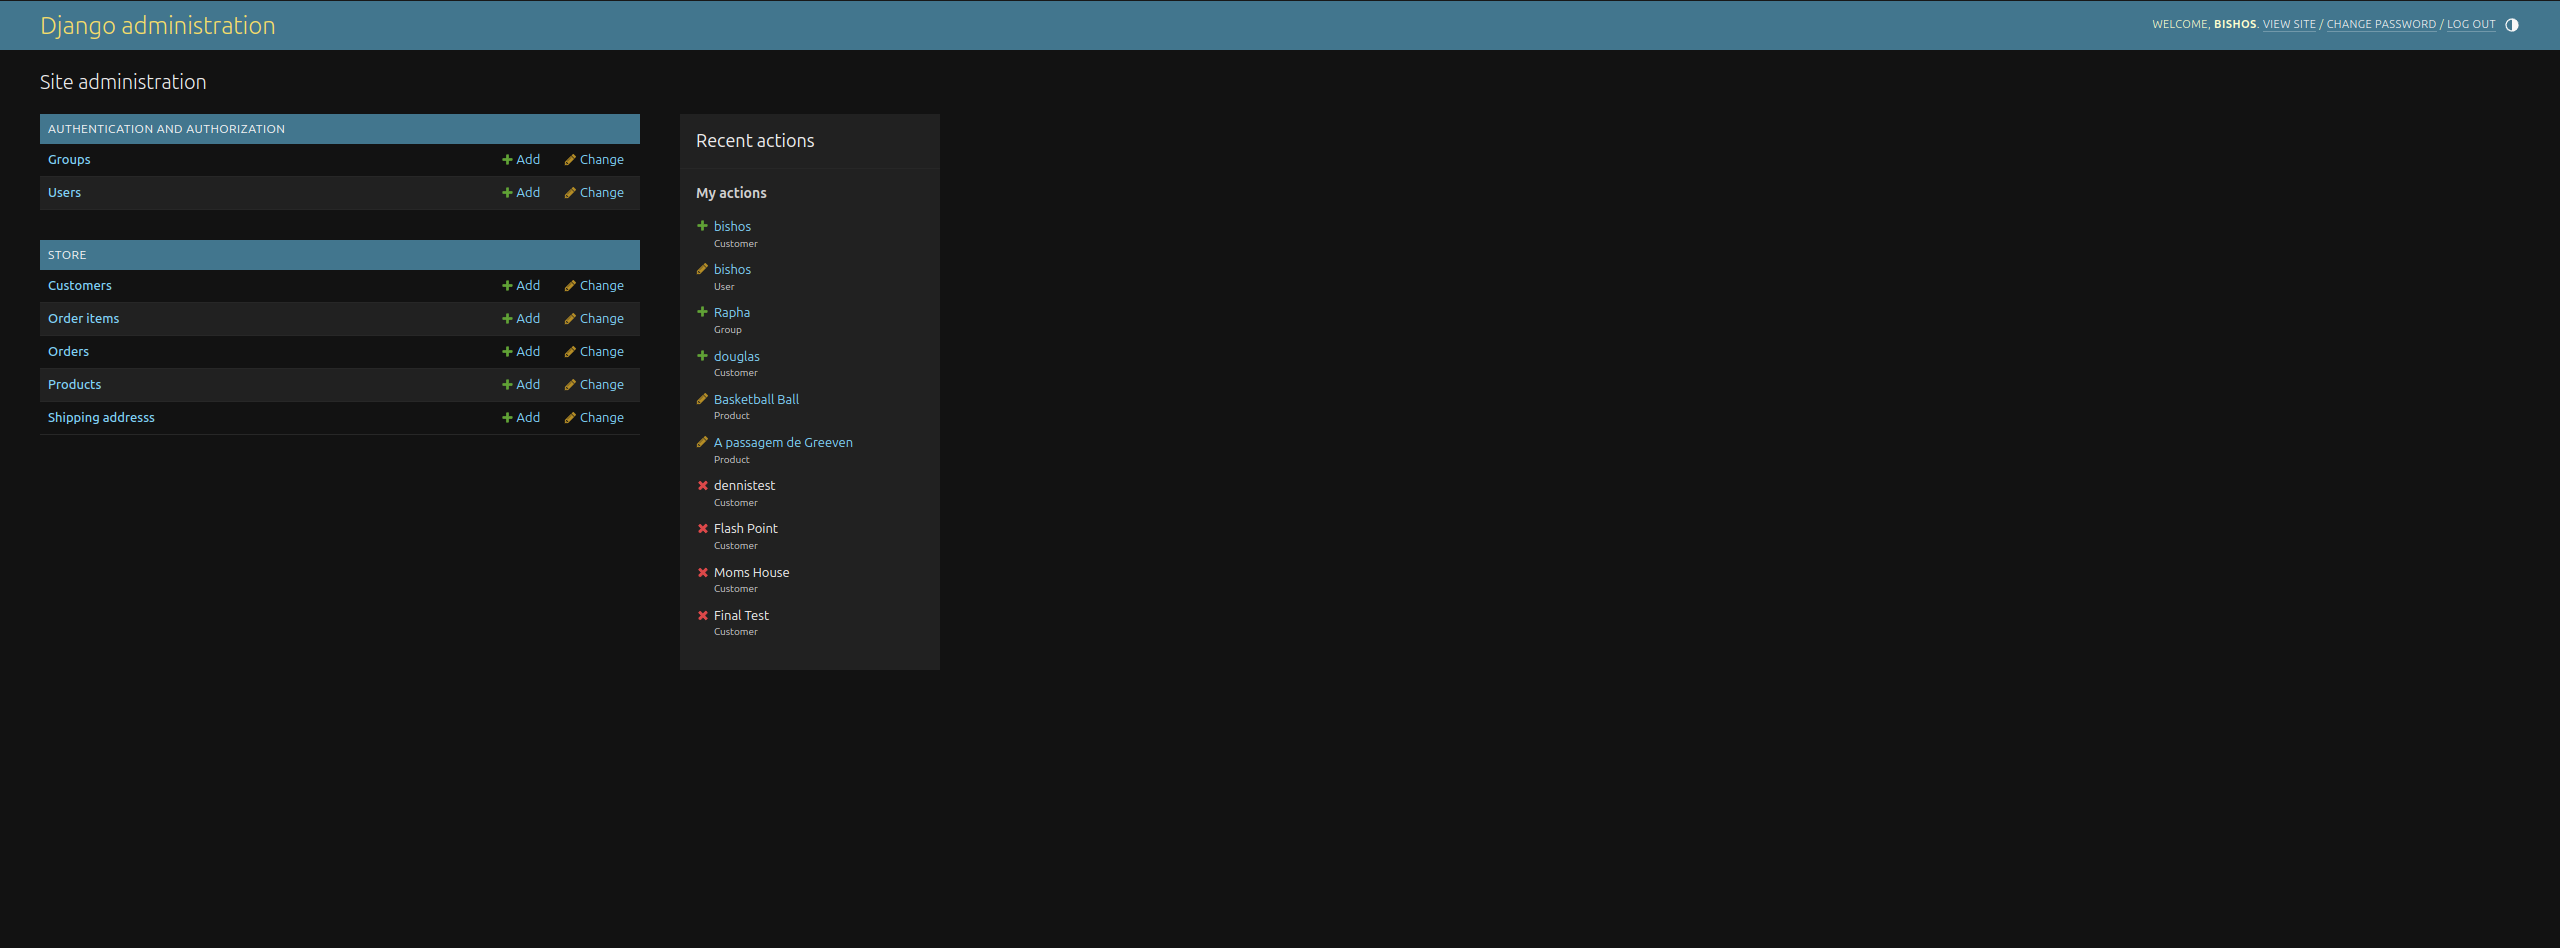 Django administration
WELCOME, BISHOS. VIEW SITE / CHANGE PASSWORD / LOG OUT
Site administration
AUTHENTICATION AND AUTHORIZATION
Groups Add Change
Users Add Change
STORE
Customers Add Change
Order items Add Change
Orders Add Change
Products Add Change
Shipping addresss Add Change
Recent actions
My actions
bishos
Customer
bishos
User
Rapha
Group
douglas
Customer
Basketball Ball
Product
A passagem de Greeven
Product
dennistest
Customer
Flash Point
Customer
Moms House
Customer
Final Test
Customer